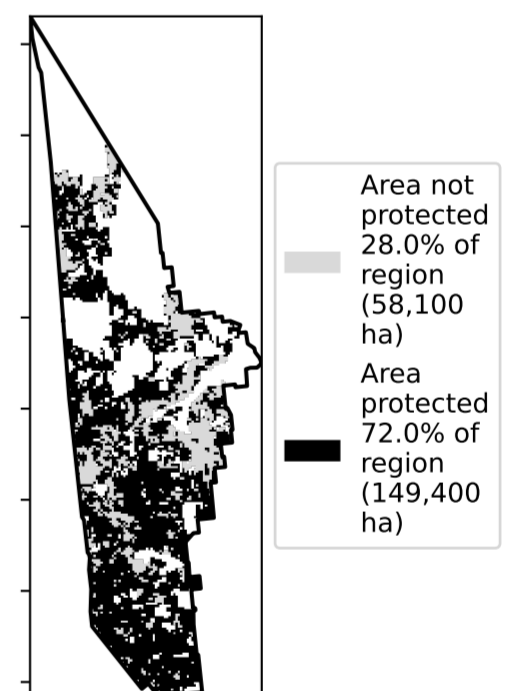 Area not
protected
28.0% of
region
(58,100
ha)
Area
protected
72.0% of
region
(149,400
ha)